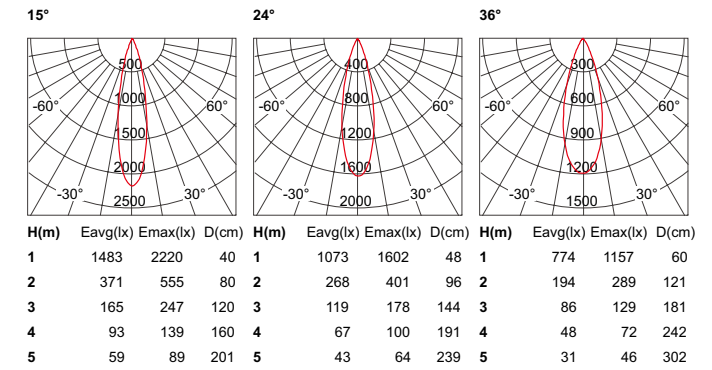 15° 24° 36°
500 400 300
1000 800 600
-60° 60° -60° 60° -60° 60°
1500 1200 900
2000 1600 1200
-30° 30° -30° 30° -30° 30°
2500 2000 1500
H(m) Eavg(lx) Emax(lx) D(cm) H(m) Eavg(lx) Emax(lx) D(cm) H(m) Eavg(lx) Emax(lx) D(cm)
1 1483 2220 40 1 1073 1602 48 1 774 1157 60
2 371 555 80 2 268 401 96 2 194 289 121
3 165 247 120 3 119 178 144 3 86 129 181
4 93 139 160 4 67 100 191 4 48 72 242
5 59 89 201 5 43 64 239 5 31 46 302